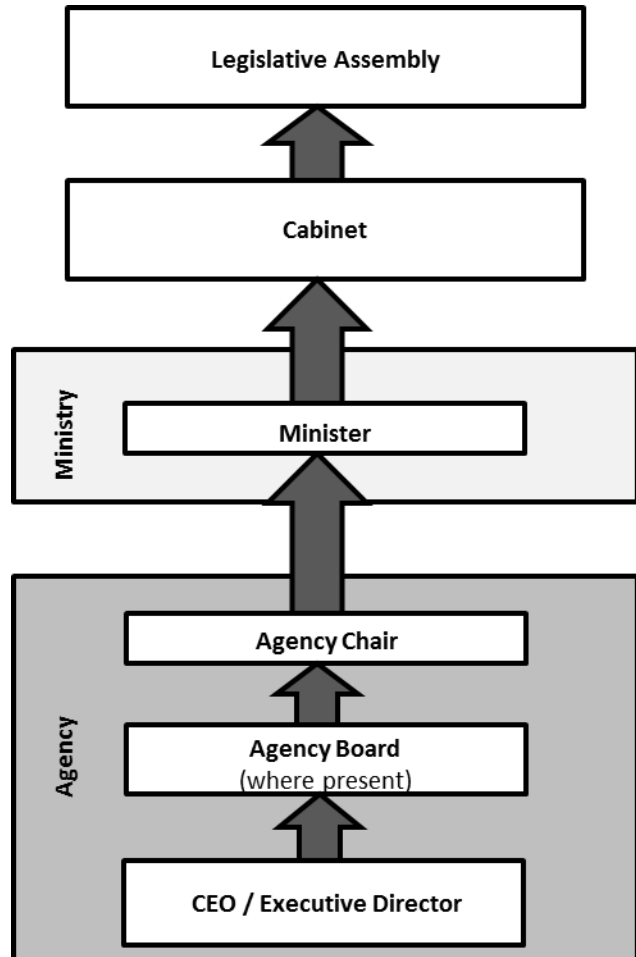 Legislative Assembly
Cabinet
Ministry
Minister
Agency
Agency Chair
Agency Board
(where present)
CEO / Executive Director